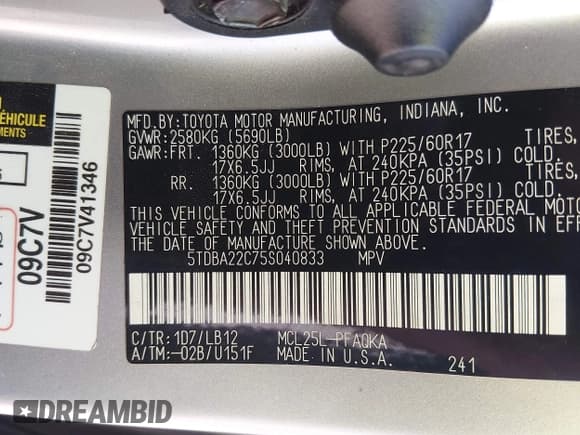 MFD.BY:TOYOTA MOTOR MANUFACTURING, INDIANA, INC.
GVWR:2580KG (5690LB)
GAWR:FRT. 1360KG (3000LB) WITH P225/60R17 TIRES,
17X6.5JJ RIMS, AT 240KPA (35PSI) COLD.
RR. 1360KG (3000LB) WITH P225/60R17 TIRES,
17X6.5JJ RIMS, AT 240KPA (35PSI) COLD.
THIS VEHICLE CONFORMS TO ALL APPLICABLE FEDERAL MOTO
VEHICLE SAFETY AND THEFT PREVENTION STANDARDS IN EFF
DATE OF MANUFACTURE SHOWN ABOVE.
5TDBA22C75S040833 MPV
C/TR:1D7/LB12 MCL25L-PFAQKA
A/TM:-02B/U151F MADE IN U.S.A. 241
VÉHICULE
EMENTS
09C7V
09C7V41346
DREAMBID